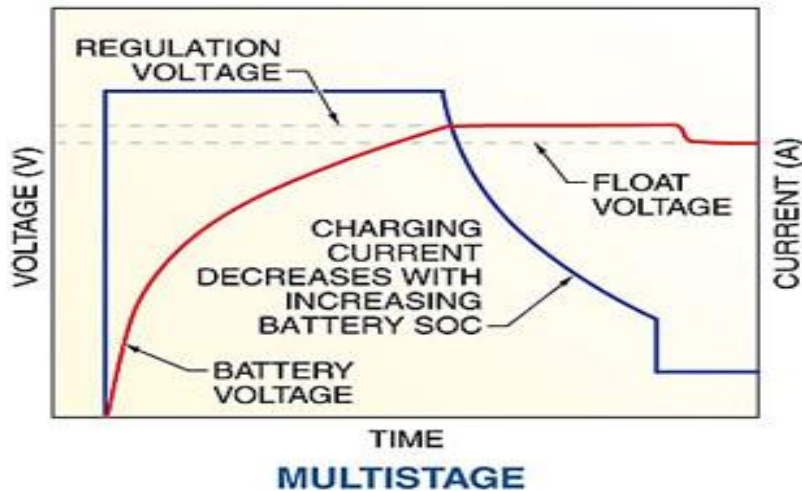 REGULATION
VOLTAGE
VOLTAGE (V)
CURRENT (A)
FLOAT
VOLTAGE
CHARGING
CURRENT
DECREASES WITH
INCREASING
BATTERY SOC
BATTERY
VOLTAGE
TIME
MULTISTAGE